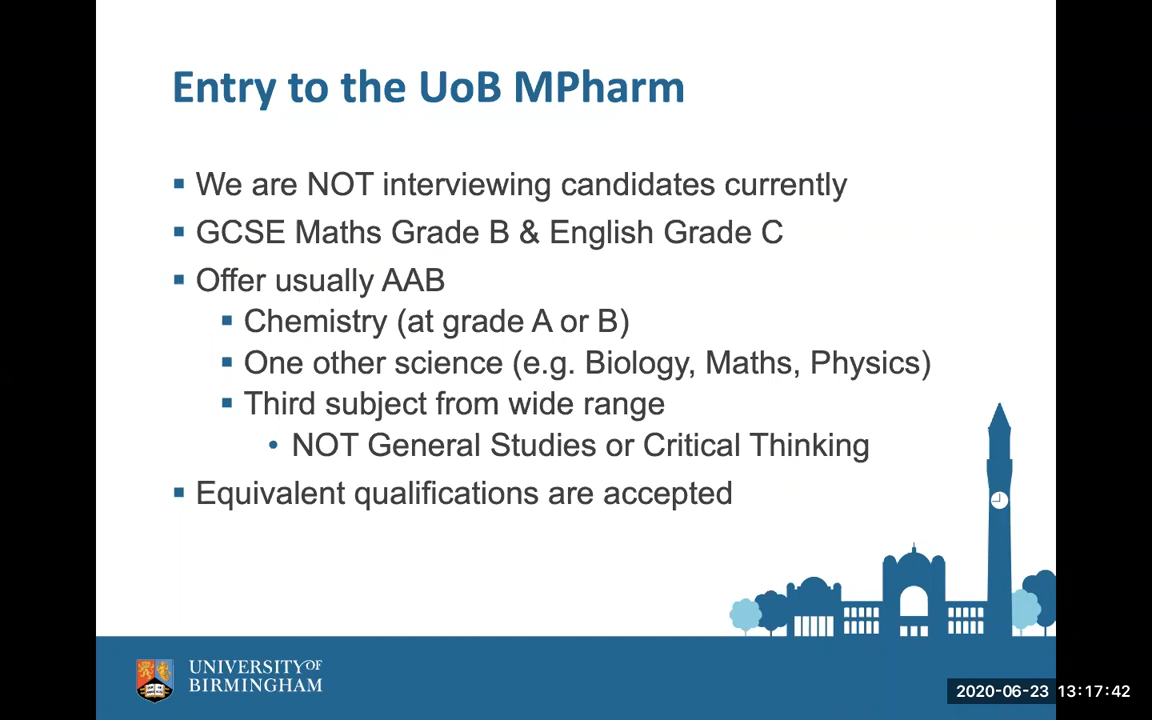 Entry to the UoB MPharm
We are NOT interviewing candidates currently
GCSE Maths Grade B & English Grade C
Offer usually AAB
Chemistry (at grade A or B)
One other science (e.g. Biology, Maths, Physics)
Third subject from wide range
NOT General Studies or Critical Thinking
Equivalent qualifications are accepted
UNIVERSITY OF
BIRMINGHAM
2020-06-23 13:17:42